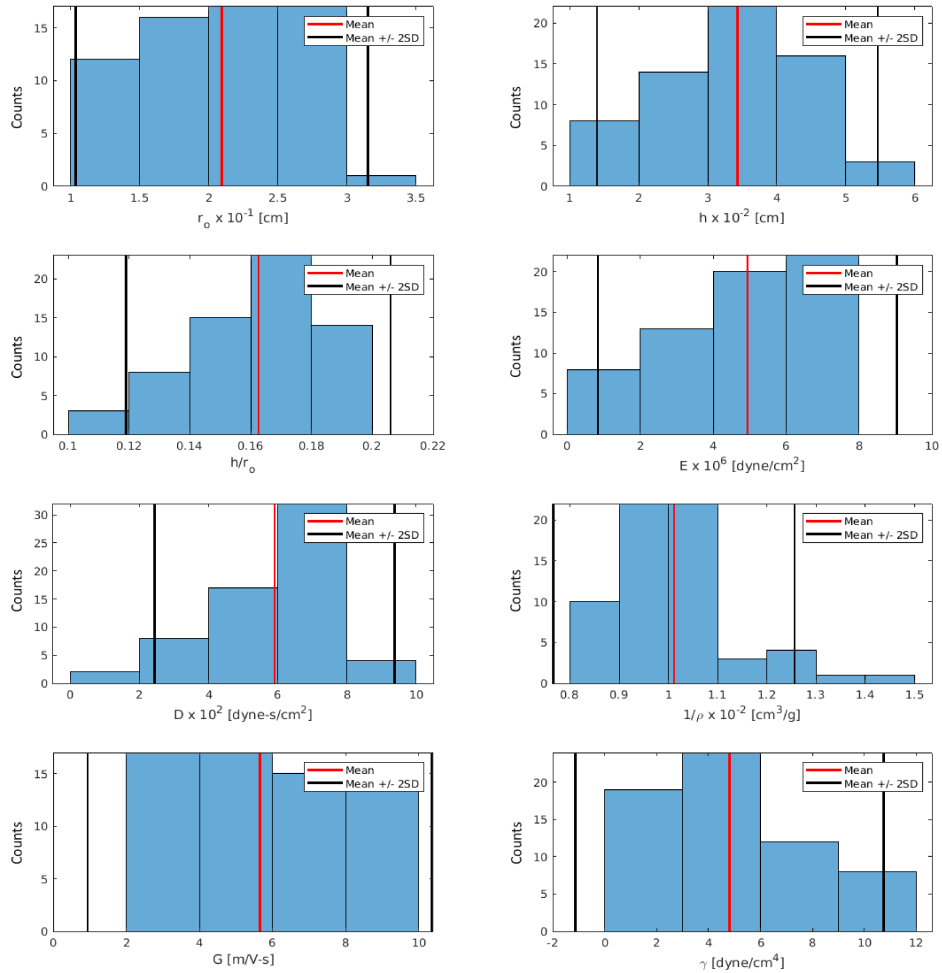 Mean
Mean +/- 2SD
Counts
15
10
5
0
1
1.5
2
2.5
3
3.5
r_o x 10^-1 [cm]
Mean
Mean +/- 2SD
Counts
20
15
10
5
0
1
2
3
4
5
6
h x 10^-2 [cm]
Mean
Mean +/- 2SD
Counts
20
15
10
5
0
0.1
0.12
0.14
0.16
0.18
0.2
0.22
h/r_o
Mean
Mean +/- 2SD
Counts
20
15
10
5
0
0
2
4
6
8
10
E x 10^6 [dyne/cm^2]
Mean
Mean +/- 2SD
Counts
30
25
20
15
10
5
0
0
2
4
6
8
10
D x 10^2 [dyne-s/cm^2]
Mean
Mean +/- 2SD
Counts
20
15
10
5
0
0.8
0.9
1
1.1
1.2
1.3
1.4
1.5
1/ρ x 10^-2 [cm^3/g]
Mean
Mean +/- 2SD
Counts
15
10
5
0
0
2
4
6
8
10
G [m/V-s]
Mean
Mean +/- 2SD
Counts
20
15
10
5
0
-2
0
2
4
6
8
10
12
γ [dyne/cm^4]